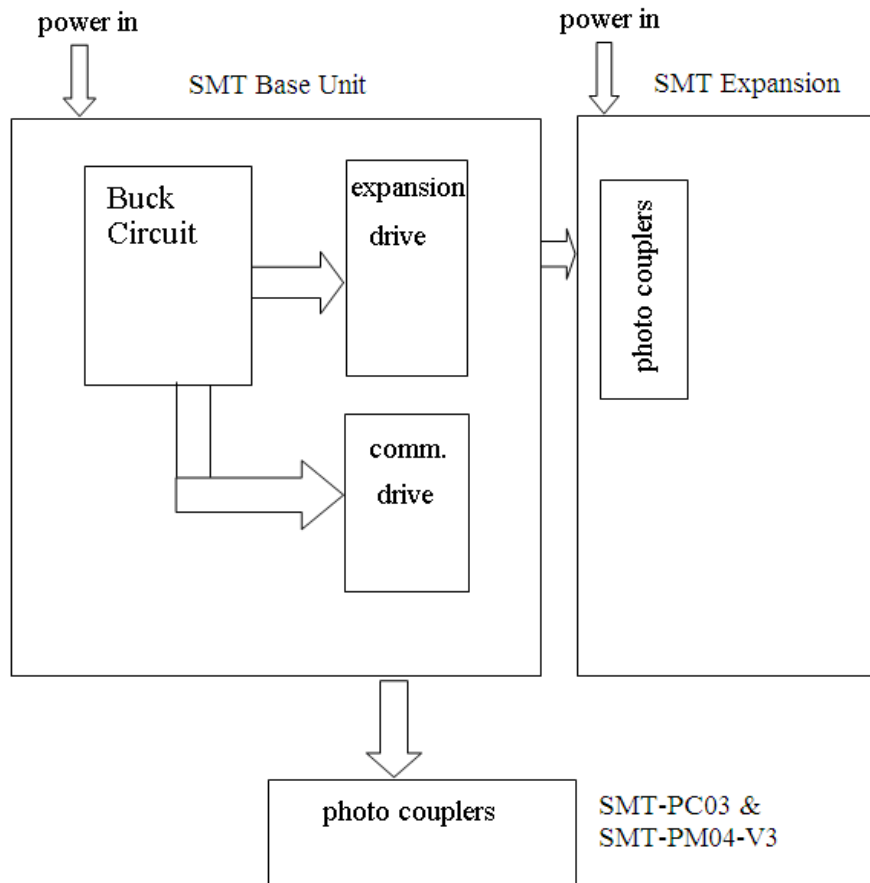 power in
power in
SMT Base Unit
SMT Expansion
Buck
Circuit
expansion
drive
photo couplers
comm.
drive
photo couplers
SMT-PC03 &
SMT-PM04-V3